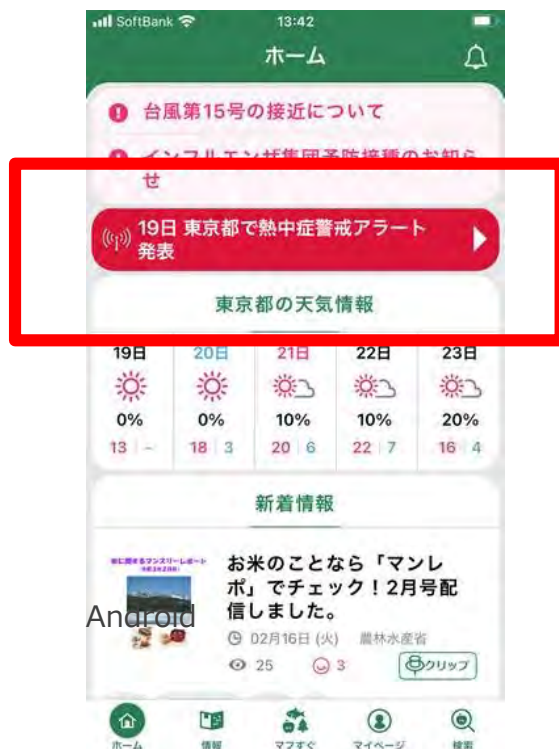 SoftBank 13:42
ホーム
台風第15号の接近について
インフルエンザ集団予防接種のお知ら
せ
19日 東京都で熱中症警戒アラート
発表
東京都の天気情報
19日 20日 21日 22日 23日
0% 0% 10% 10% 20%
13 - 18 3 20 6 22 7 16 4
新着情報
お米のことなら「マンレ
ポ」でチェック！2月号配
信しました。
Android
02月16日 (火) 農林水産省
25 3 クリップ
ホーム 情報 マフすぐ マイページ 検索